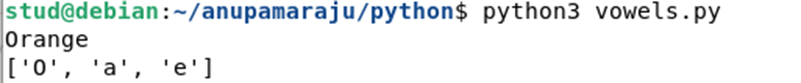 stud@debian:~/anupamaraju/python$ python3 vowels.py
Orange
['O', 'a', 'e']